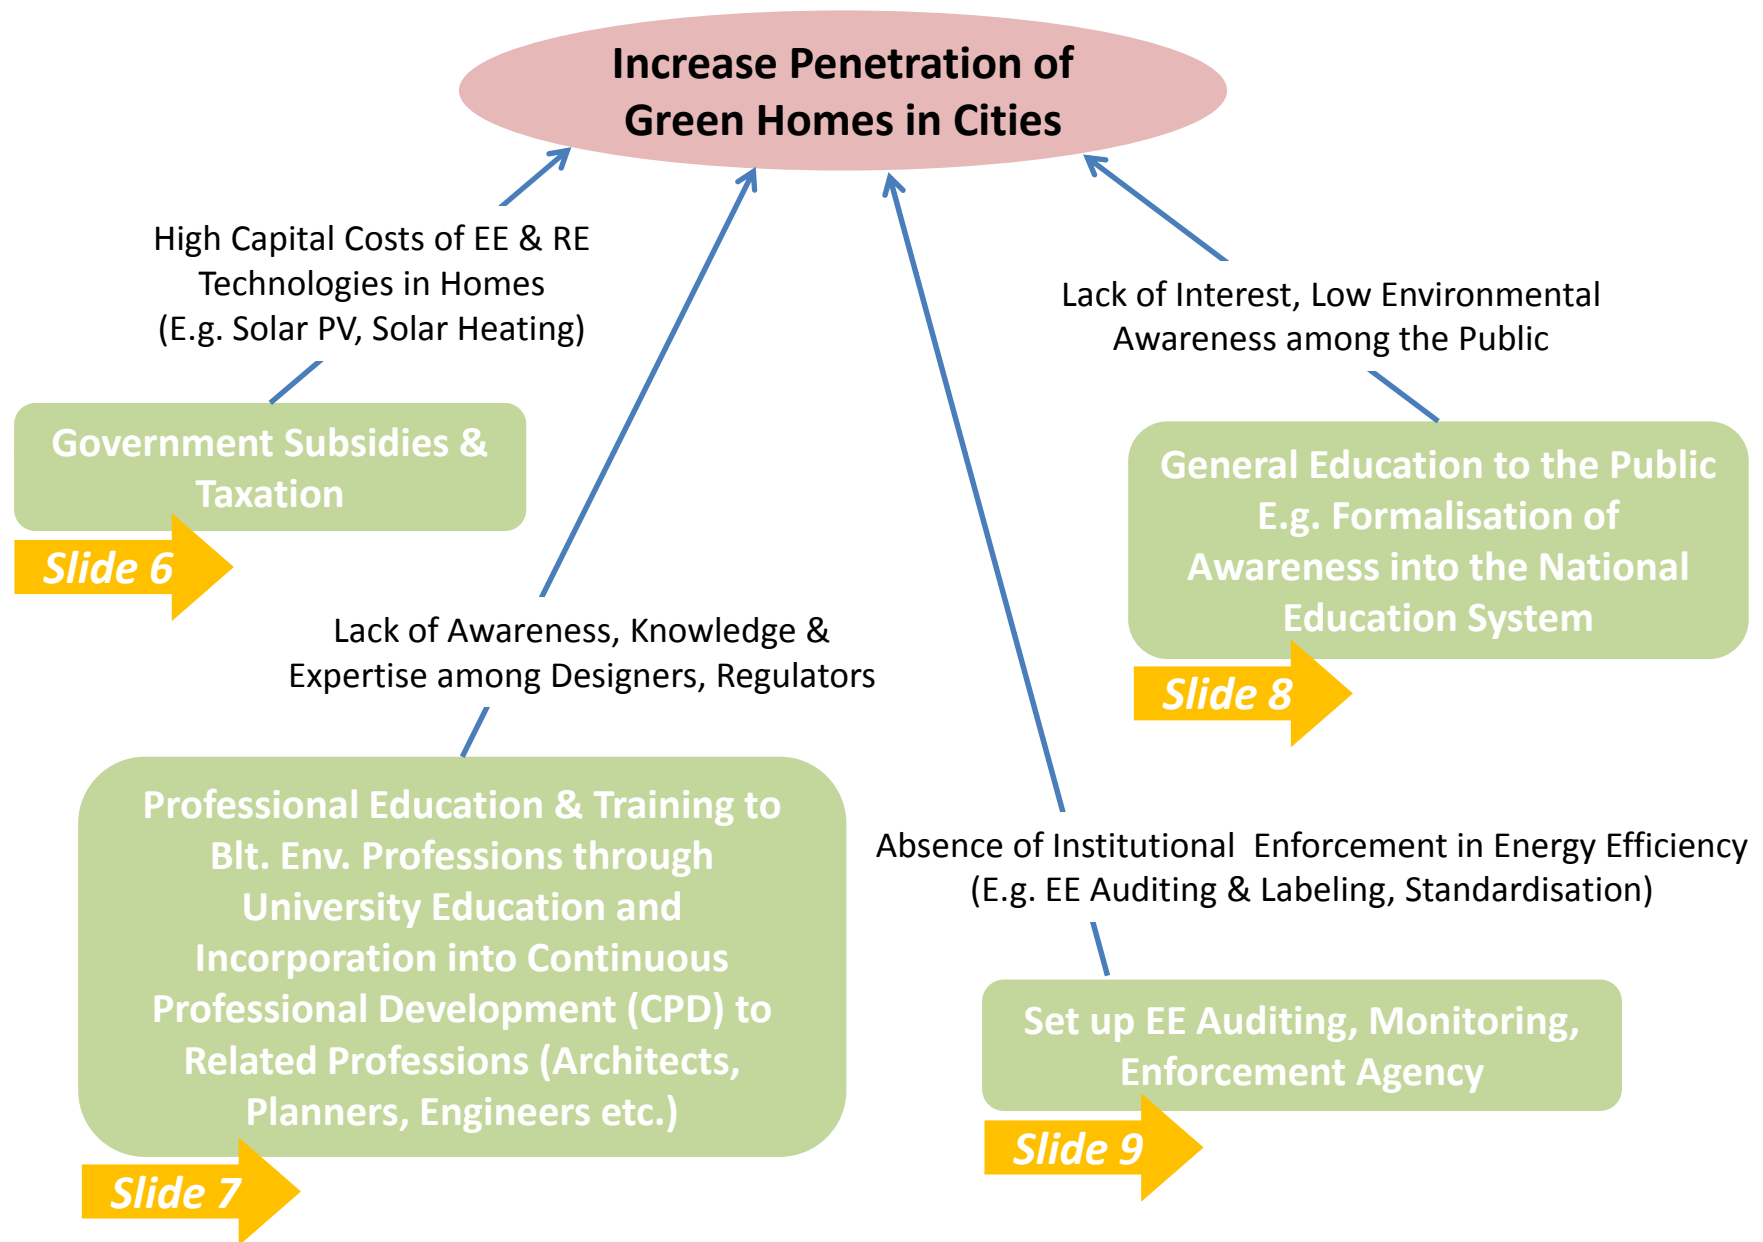 Increase Penetration of
Green Homes in Cities
High Capital Costs of EE & RE
Technologies in Homes
(E.g. Solar PV, Solar Heating)
Lack of Interest, Low Environmental
Awareness among the Public
Government Subsidies &
Taxation
Slide 6
General Education to the Public
E.g. Formalisation of
Awareness into the National
Education System
Slide 8
Lack of Awareness, Knowledge &
Expertise among Designers, Regulators
Professional Education & Training to
Blt. Env. Professions through
University Education and
Incorporation into Continuous
Professional Development (CPD) to
Related Professions (Architects,
Planners, Engineers etc.)
Slide 7
Absence of Institutional  Enforcement in Energy Efficiency
(E.g. EE Auditing & Labeling, Standardisation)
Set up EE Auditing, Monitoring,
Enforcement Agency
Slide 9